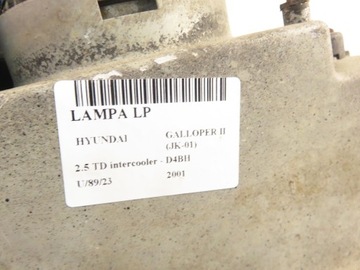 LAMPA LP
HYUNDAI GALLOPER II
(JK-01)
2.5 TD intercooler - D4BH
U/89/23 2001